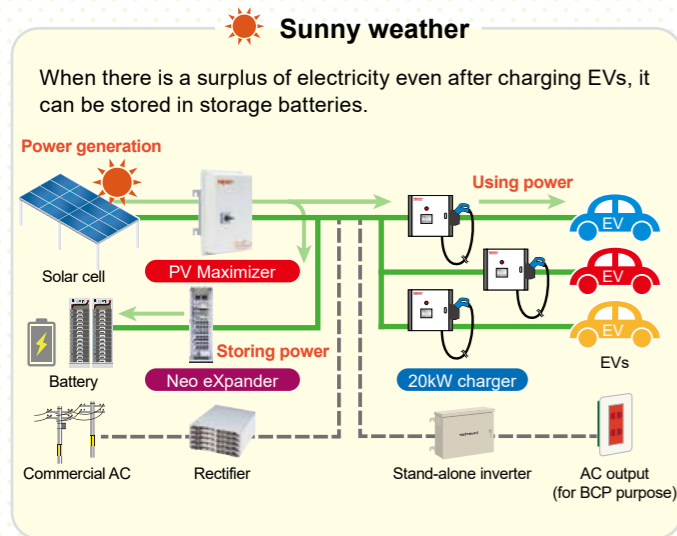 Sunny weather
When there is a surplus of electricity even after charging EVs, it
can be stored in storage batteries.
Power generation
Using power
EV
Solar cell
PV Maximizer
EV
Storing power
EV
EVs
Battery
Neo eXpander
20kW charger
Commercial AC
Rectifier
Stand-alone inverter
AC output
(for BCP purpose)